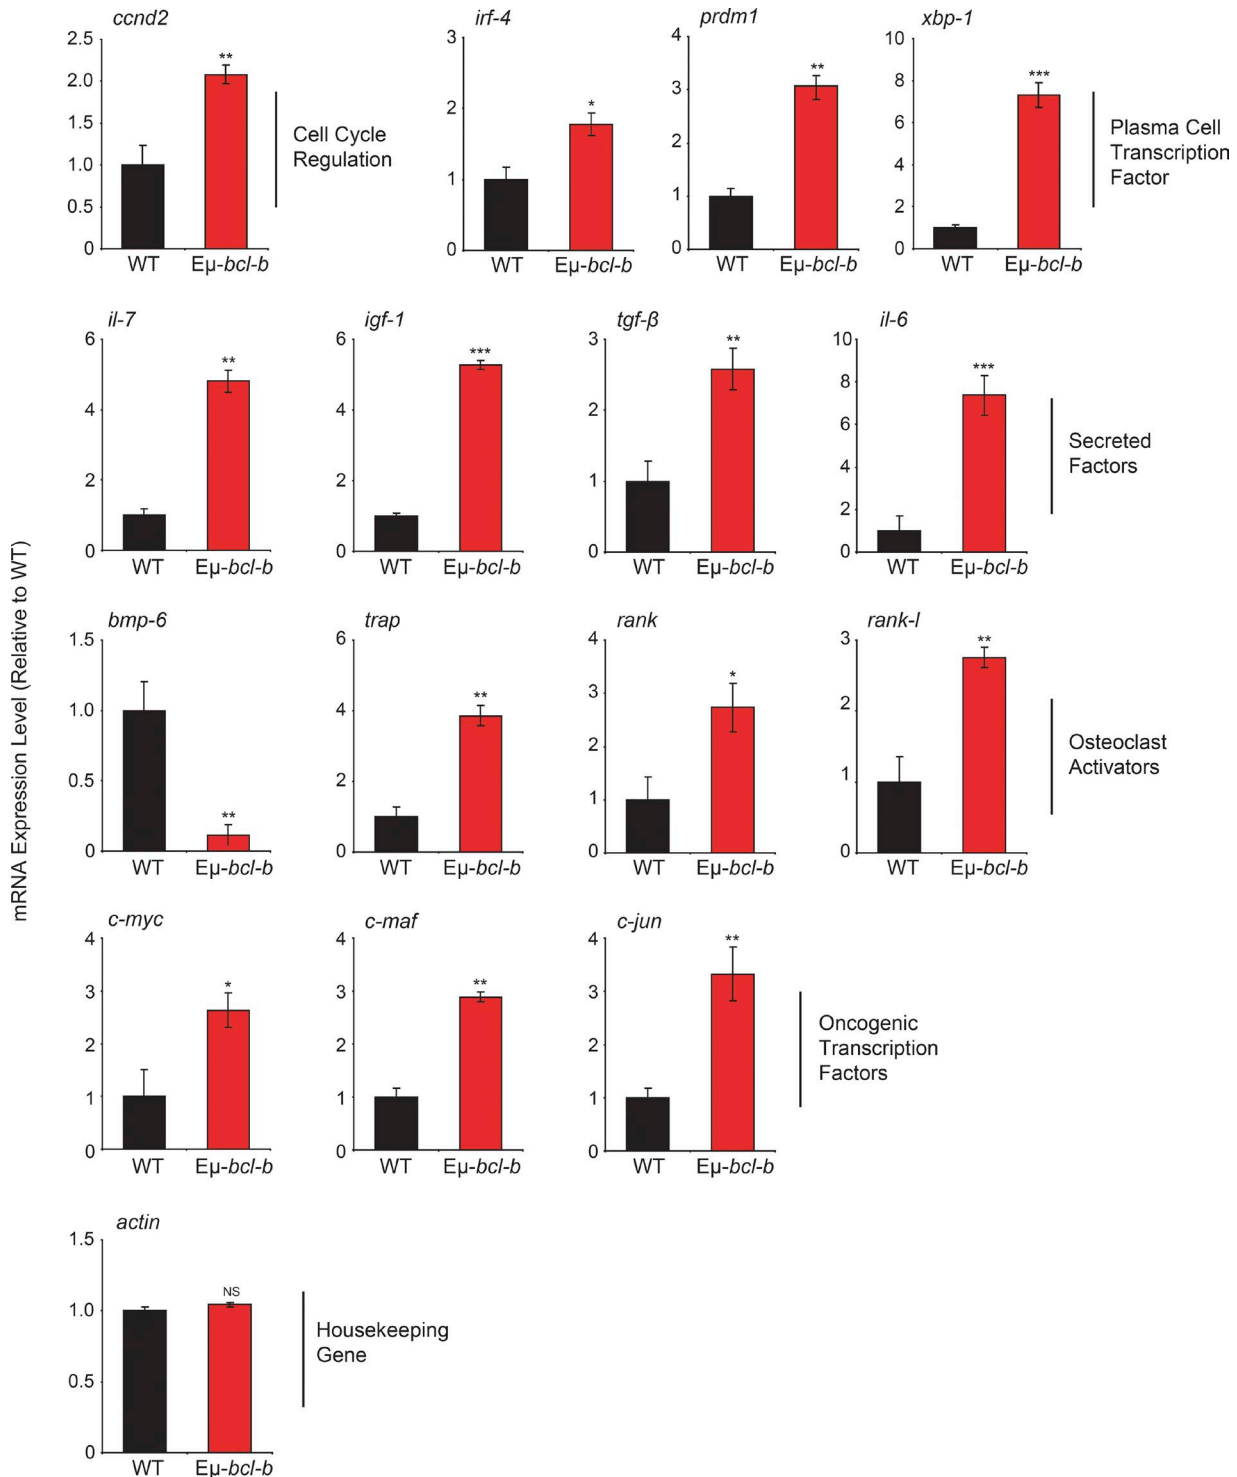 ccnd2
2.5
2.0
1.5
1.0
0.5
0
**
WT
Eμ-bcl-b
Cell Cycle
Regulation
irf-4
3
2
1
0
*
WT
Eμ-bcl-b
prdm1
4
3
2
1
0
**
WT
Eμ-bcl-b
xbp-1
10
8
6
4
2
0
***
WT
Eμ-bcl-b
Plasma Cell
Transcription
Factor
mRNA Expression Level (Relative to WT)
il-7
6
4
2
0
**
WT
Eμ-bcl-b
igf-1
6
4
2
0
***
WT
Eμ-bcl-b
tgf-β
3
2
1
0
**
WT
Eμ-bcl-b
il-6
10
8
6
4
2
0
***
WT
Eμ-bcl-b
Secreted
Factors
bmp-6
1.5
1.0
0.5
0
**
WT
Eμ-bcl-b
trap
6
4
2
0
**
WT
Eμ-bcl-b
rank
4
3
2
1
0
*
WT
Eμ-bcl-b
rank-l
3
2
1
0
**
WT
Eμ-bcl-b
Osteoclast
Activators
c-myc
4
3
2
1
0
*
WT
Eμ-bcl-b
c-maf
4
3
2
1
0
**
WT
Eμ-bcl-b
c-jun
4
3
2
1
0
**
WT
Eμ-bcl-b
Oncogenic
Transcription
Factors
actin
1.5
1.0
0.5
0
NS
WT
Eμ-bcl-b
Housekeeping
Gene